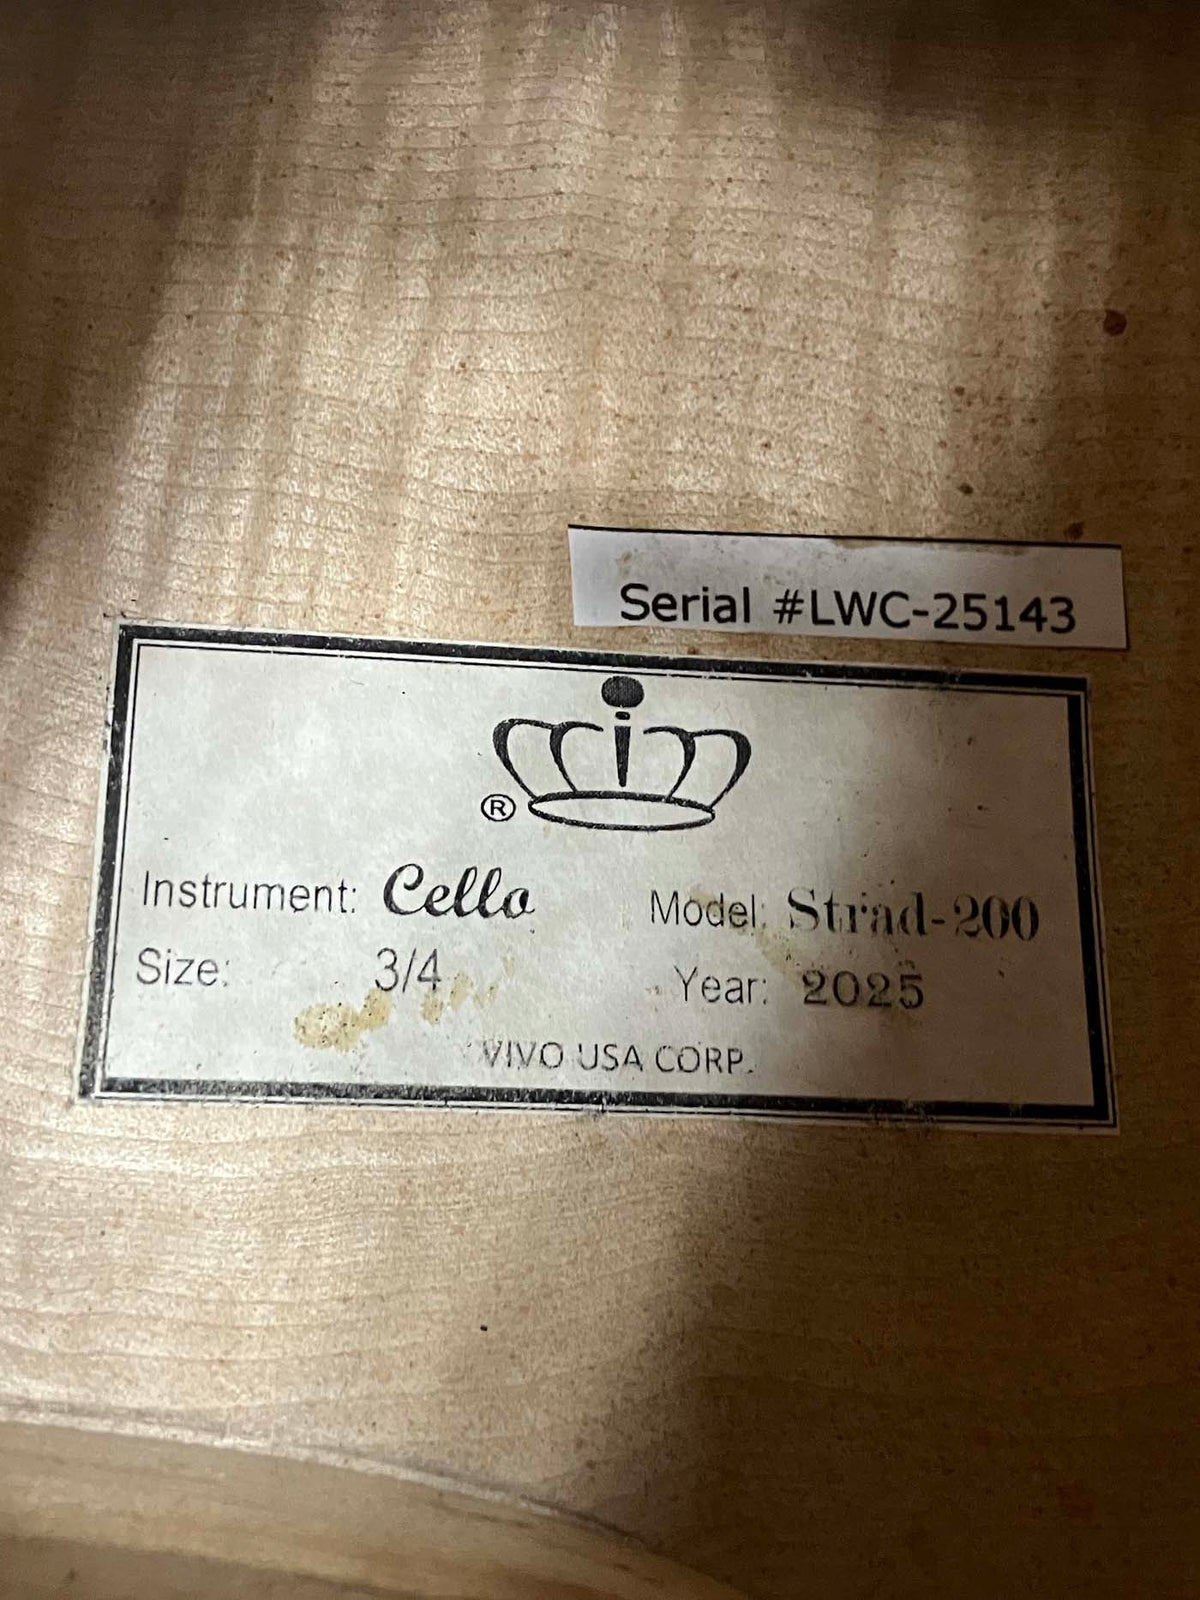 Serial #LWC-25143
®
Instrument: Cello Model: Strad-200
Size: 3/4 Year: 2025
VIVO USA CORP.